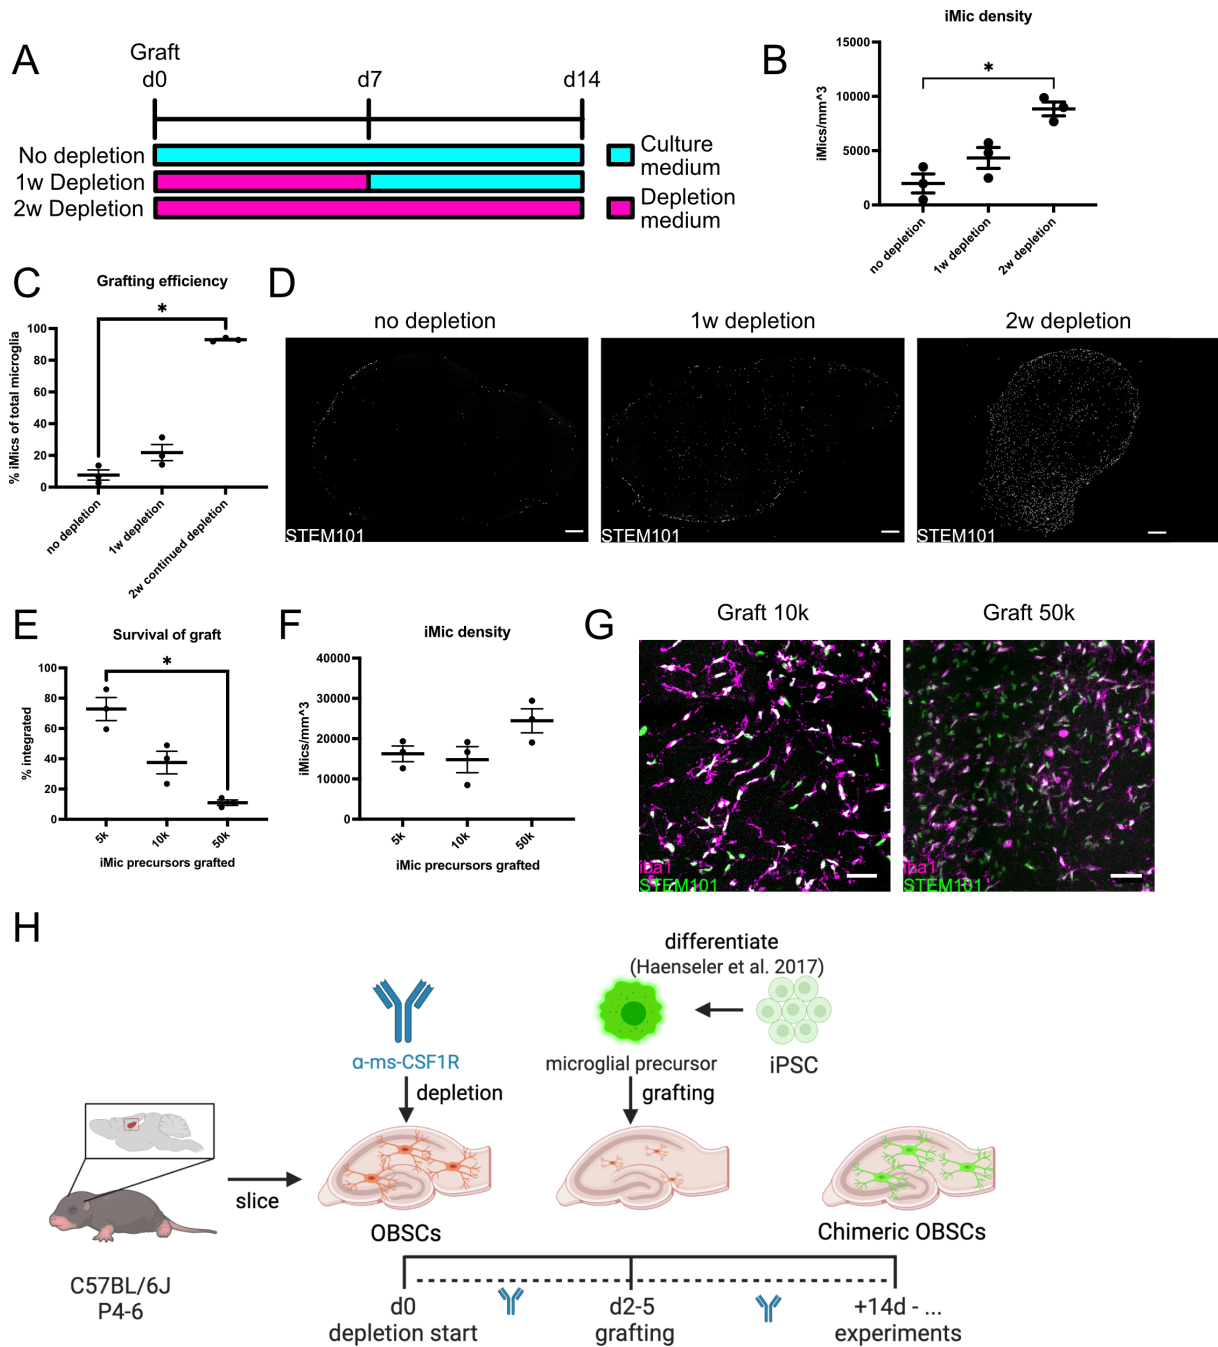 A
Graft
d0
d7
d14
No depletion
1w Depletion
2w Depletion
Culture
medium
Depletion
medium
B
iMic density
iMics/mm^3
15000
10000
5000
0
*
no depletion
1w depletion
2w depletion
C
Grafting efficiency
% iMics of total microglia
100
80
60
40
20
0
*
no depletion
1w depletion
2w continued depletion
D
no depletion
1w depletion
2w depletion
STEM101
STEM101
STEM101
E
Survival of graft
% integrated
100
80
60
40
20
0
*
5k
10k
50k
iMic precursors grafted
F
iMic density
iMics/mm^3
40000
30000
20000
10000
0
5k
10k
50k
iMic precursors grafted
G
Graft 10k
Graft 50k
iba1
STEM101
iba1
STEM101
H
differentiate
(Haenseler et al. 2017)
α-ms-CSF1R
microglial precursor
iPSC
depletion
grafting
slice
OBSCs
Chimeric OBSCs
C57BL/6J
P4-6
d0
depletion start
d2-5
grafting
+14d - ...
experiments